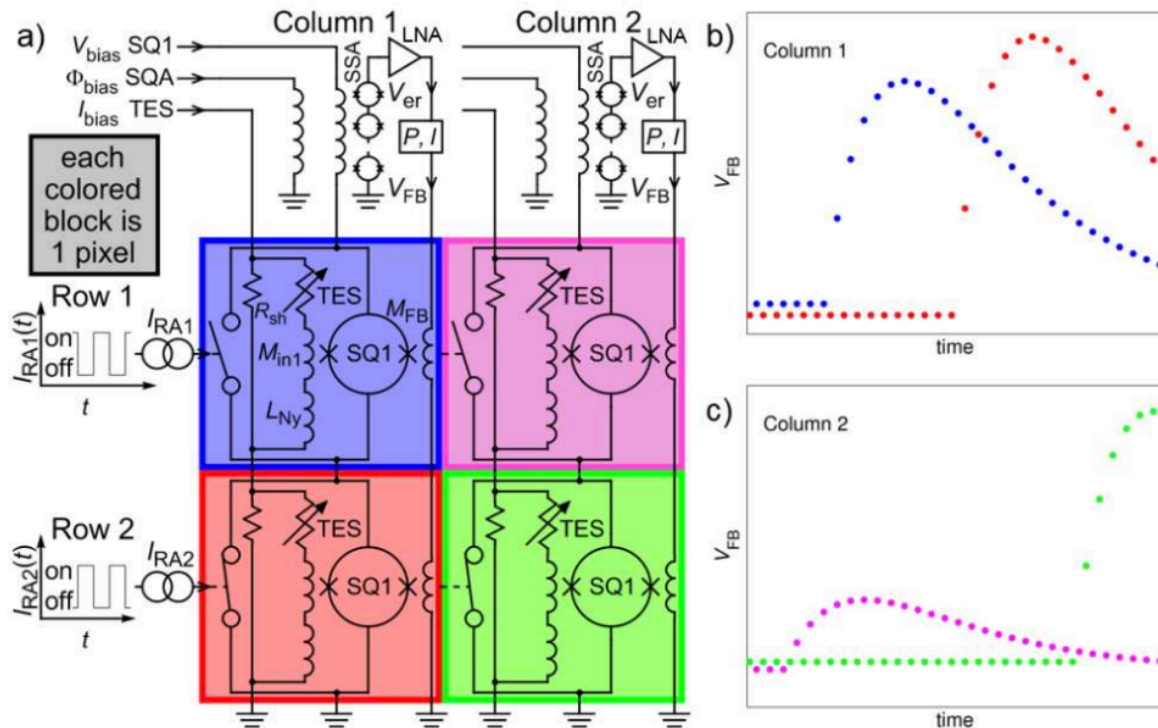 a)
Column 1
Column 2
V_bias SQ1
Φ_bias SQA
I_bias TES
SSA
LNA
V_er
P, I
V_FB
SSA
LNA
V_er
P, I
V_FB
each
colored
block is
1 pixel
Row 1
I_RA1(t)
on
off
t
I_RA1
R_sh
TES
M_in1
L_Ny
SQ1
M_FB
TES
SQ1
Row 2
I_RA2(t)
on
off
t
I_RA2
TES
SQ1
TES
SQ1
b)
Column 1
V_FB
time
c)
Column 2
V_FB
time